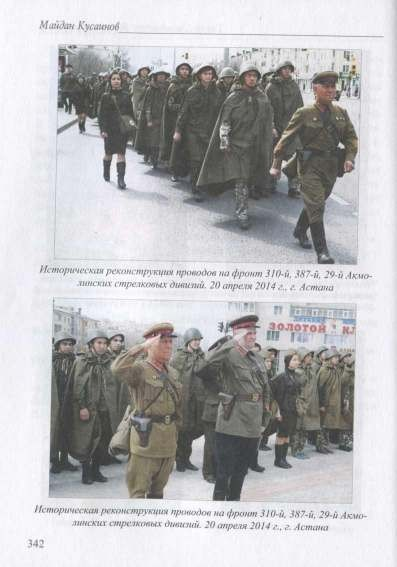 Майдан Кусаинов
Историческая реконструкция проводов на фронт 310-й, 387-й, 29-й Акмо-
линских стрелковых дивизий. 20 апреля 2014 г., г. Астана
ЗОЛОТОЙ
Историческая реконструкция проводов на фронт 310-й, 387-й, 29-й Акмо-
линских стрелковых дивизий. 20 апреля 2014 г., г. Астана
342